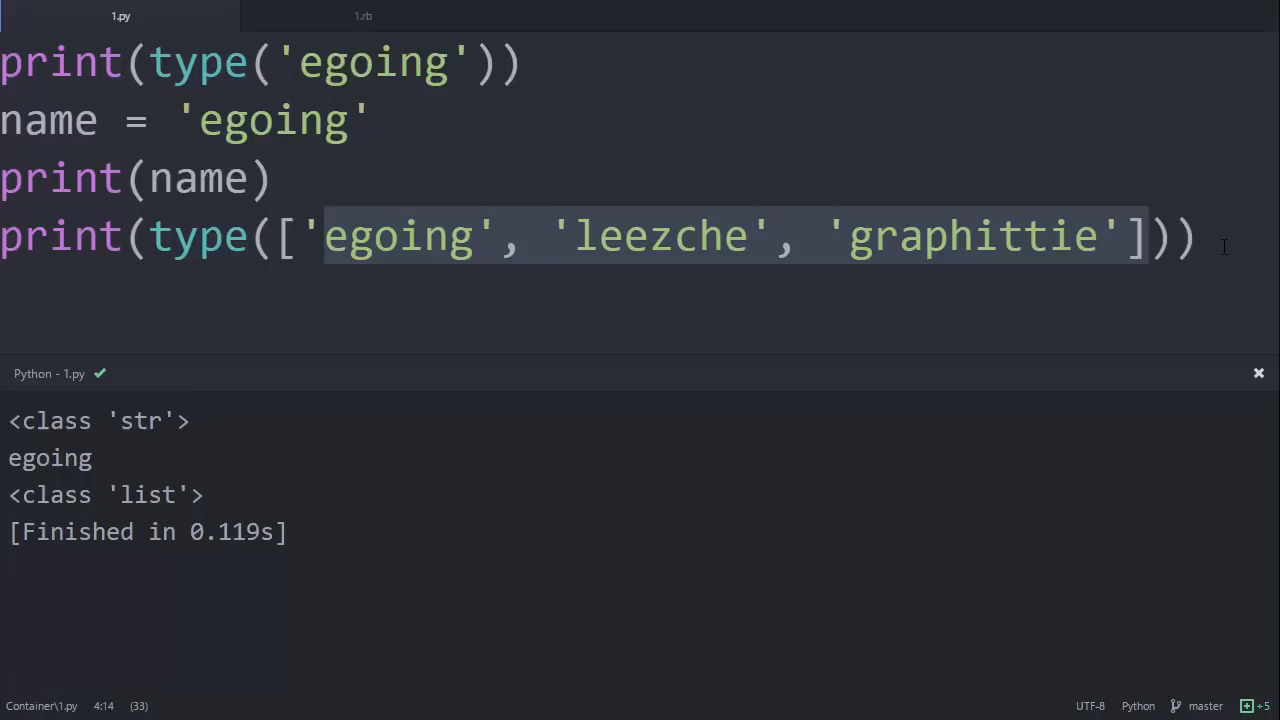 1.py 1.rb
print(type('egoing'))
name = 'egoing'
print(name)
print(type(['egoing', 'leezche', 'graphittie']))
Python - 1.py
<class 'str'>
egoing
<class 'list'>
[Finished in 0.119s]
Container\1.py 4:14 (33) UTF-8 Python master +5